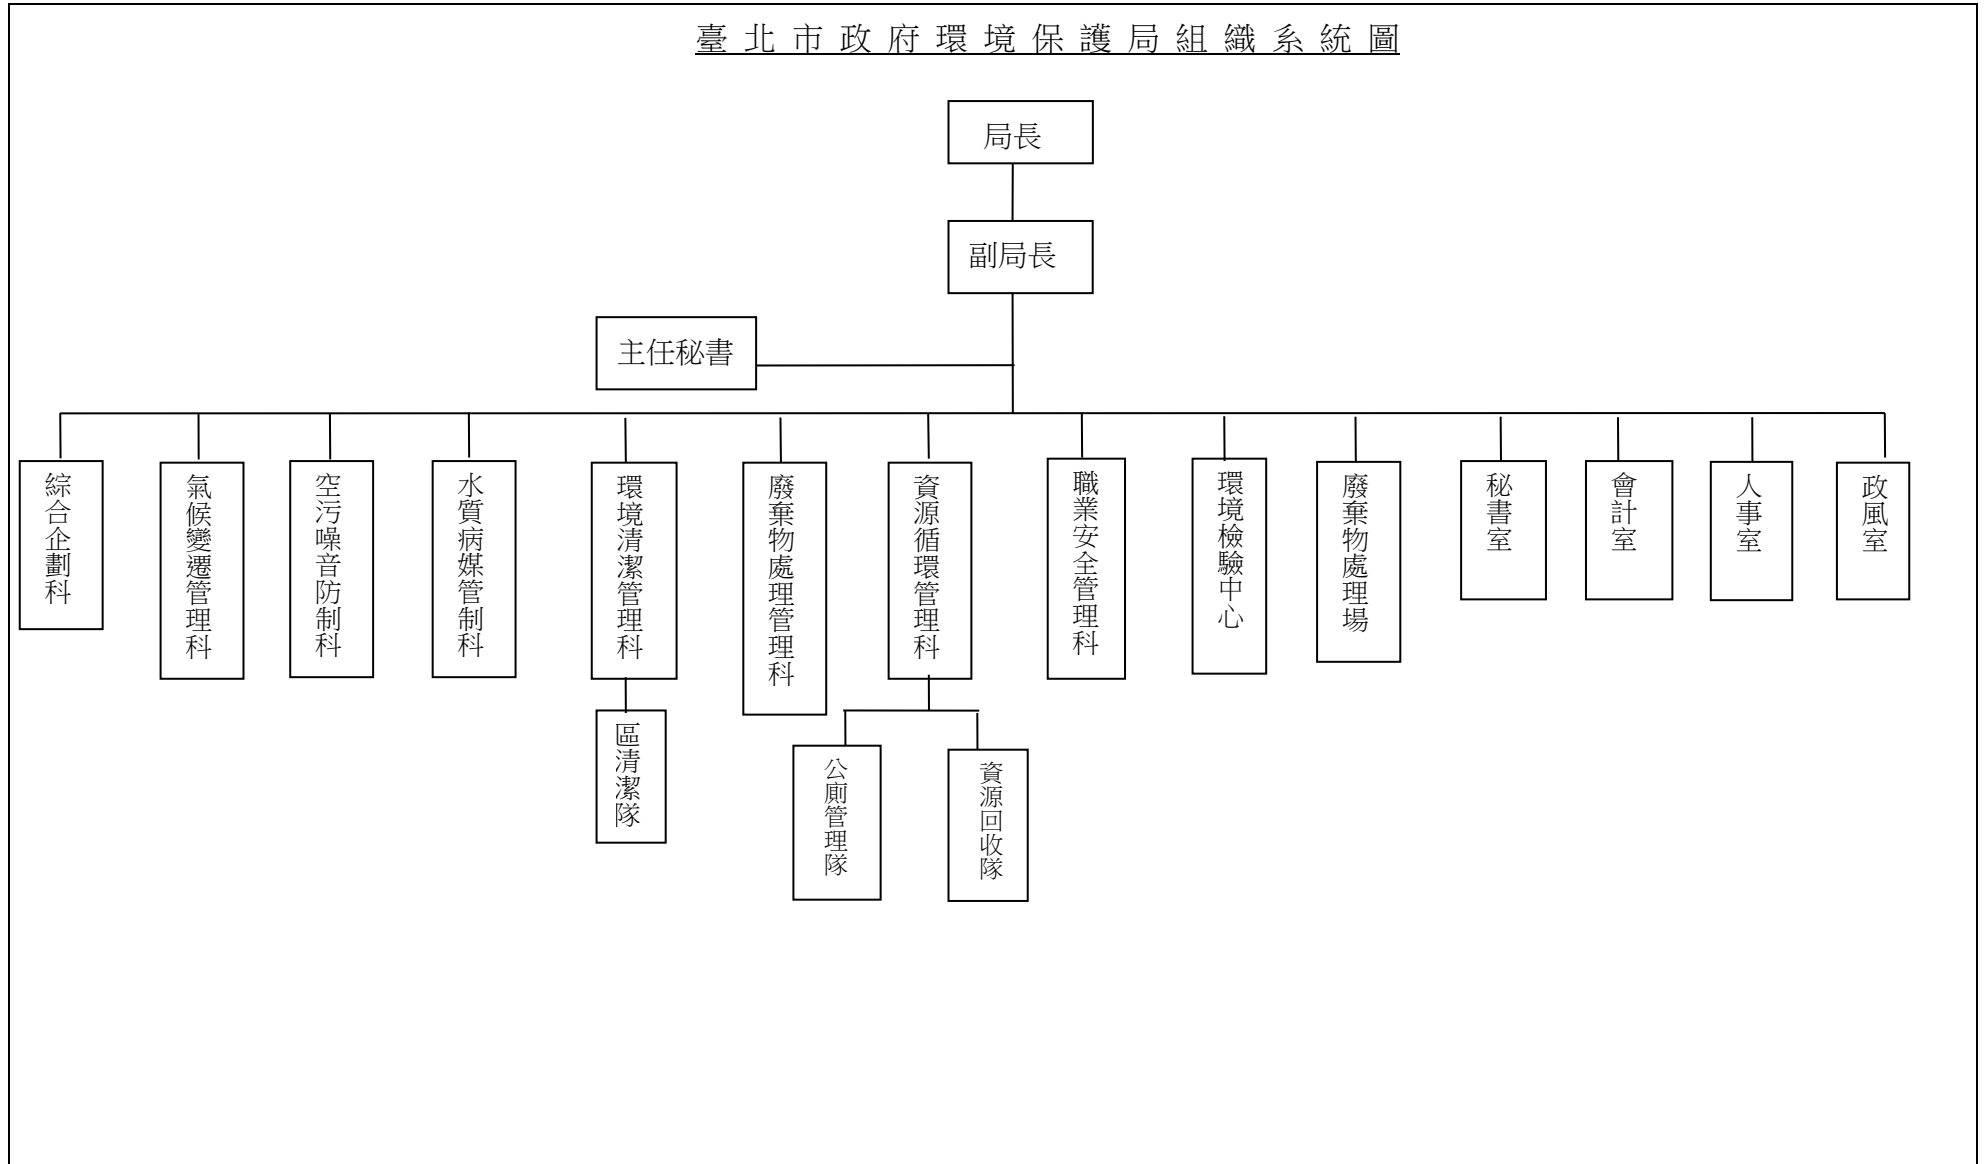 臺北市政府環境保護局組織系統圖
局長
副局長
主任秘書
綜合企劃科
氣候變遷管理科
空污噪音防制科
水質病媒管制科
環境清潔管理科
廢棄物處理管理科
資源循環管理科
職業安全管理科
環境檢驗中心
廢棄物處理場
秘書室
會計室
人事室
政風室
區清潔隊
公廁管理隊
資源回收隊